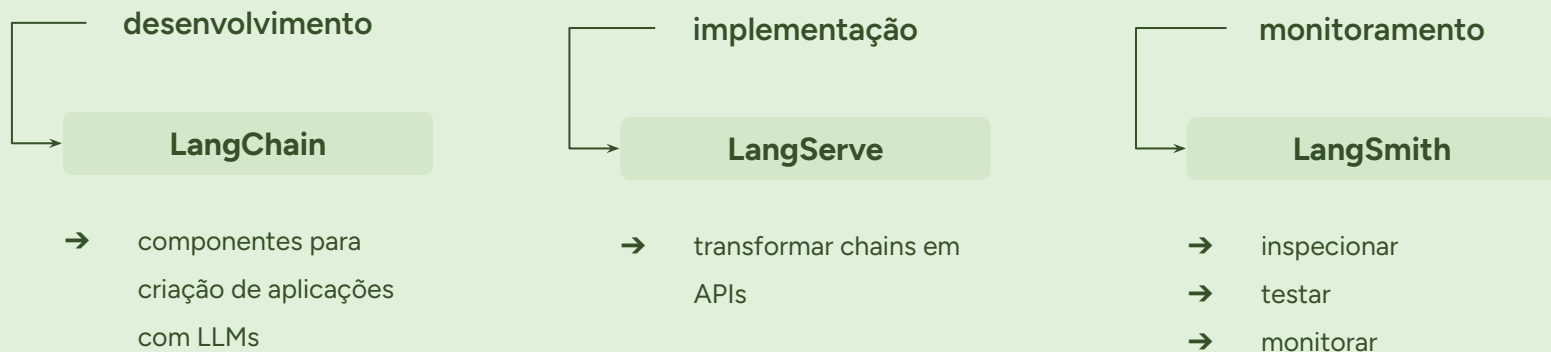 desenvolvimento
LangChain
➔ componentes para
criação de aplicações
com LLMs
implementação
LangServe
➔ transformar chains em
APIs
monitoramento
LangSmith
➔ inspecionar
➔ testar
➔ monitorar